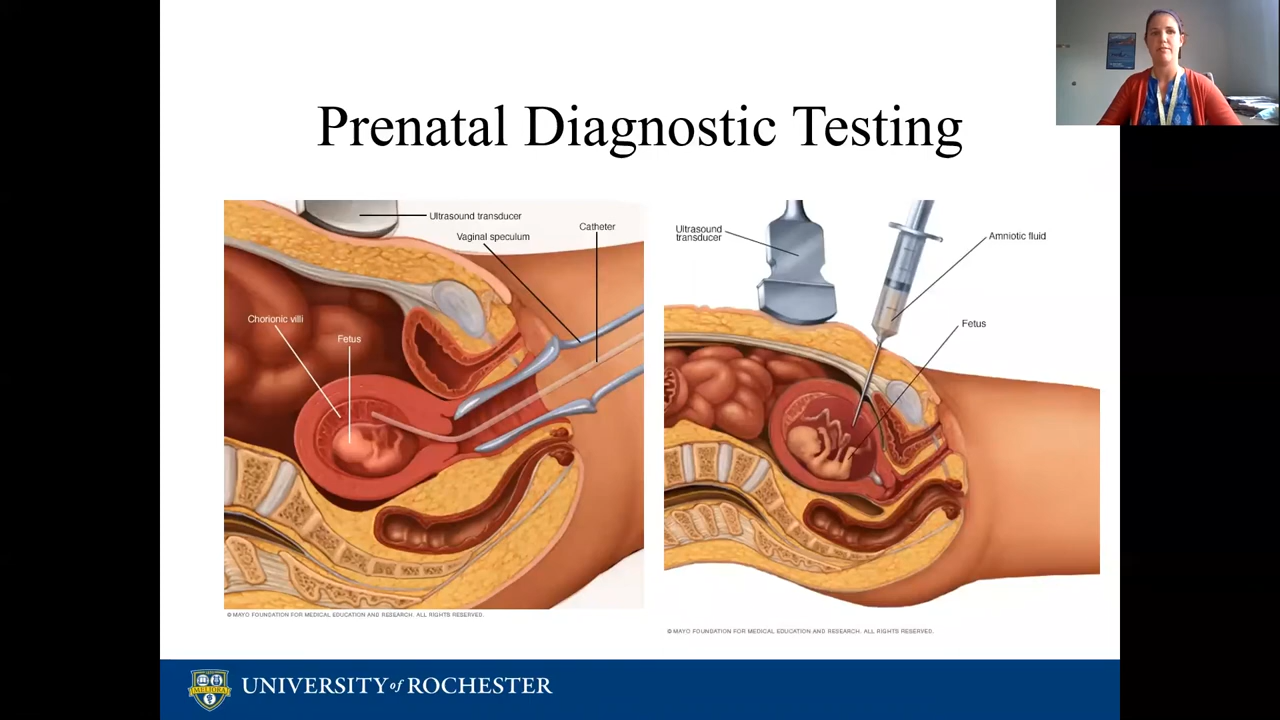 Prenatal Diagnostic Testing
Ultrasound transducer
Vaginal speculum
Catheter
Chorionic villi
Fetus
© MAYO FOUNDATION FOR MEDICAL EDUCATION AND RESEARCH. ALL RIGHTS RESERVED.
Ultrasound
transducer
Amniotic fluid
Fetus
© MAYO FOUNDATION FOR MEDICAL EDUCATION AND RESEARCH. ALL RIGHTS RESERVED.
MELIORA
UNIVERSITY of ROCHESTER